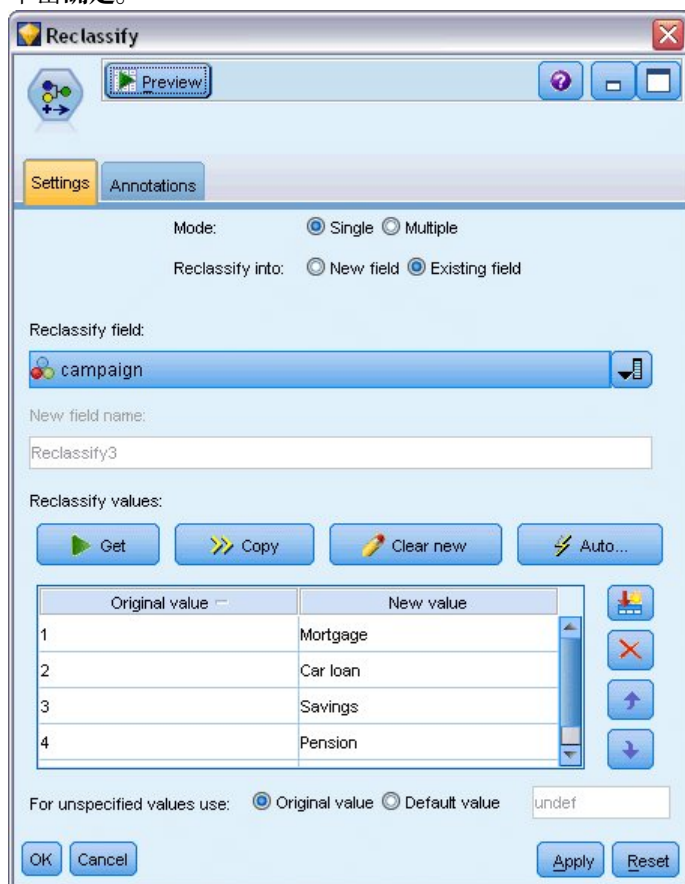 Reclassify
Preview
Settings Annotations
Mode: Single Multiple
Reclassify into: New field Existing field
Reclassify field:
campaign
New field name:
Reclassify3
Reclassify values:
Get Copy Clear new Auto...
Original value New value
1 Mortgage
2 Car loan
3 Savings
4 Pension
For unspecified values use: Original value Default value undef
OK Cancel Apply Reset